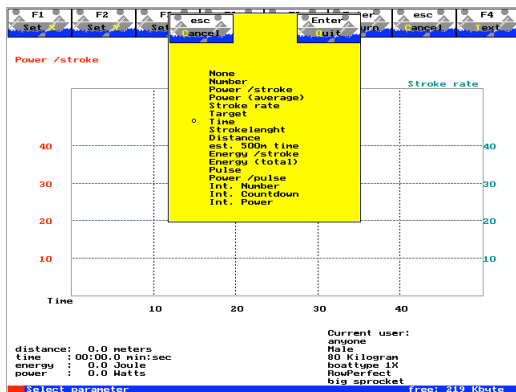 F1 F2 esc Enter esc F4
Set X Set Y Cancel Quit Cancel Text
Power /stroke
Stroke rate
None
Number
Power /stroke
Power (average)
Stroke rate
Target
o Time
Strokelenght
Distance
est. 500m time
Energy /stroke
Energy (total)
Pulse
Power /pulse
Int. Number
Int. Countdown
Int. Power
40 40
30 30
20 20
10 10
Time
10 20 30 40
distance: 0.0 meters
time : 00:00.0 min:sec
energy : 0.0 Joule
power : 0.0 Watts
Current user:
anyone
Male
80 Kilogram
boattype 1X
RowPerfect
big sprocket
Select parameter free: 219 Kbyte